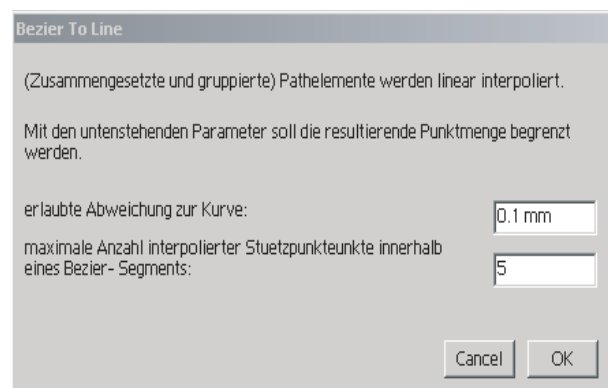 Bezier To Line
(Zusammengesetzte und gruppierte) Pathelemente werden linear interpoliert.
Mit den untenstehenden Parameter soll die resultierende Punktmenge begrenzt
werden.
erlaubte Abweichung zur Kurve:
0.1 mm
maximale Anzahl interpolierter Stuetzpunkteunkte innerhalb
eines Bezier- Segments:
5
Cancel
OK